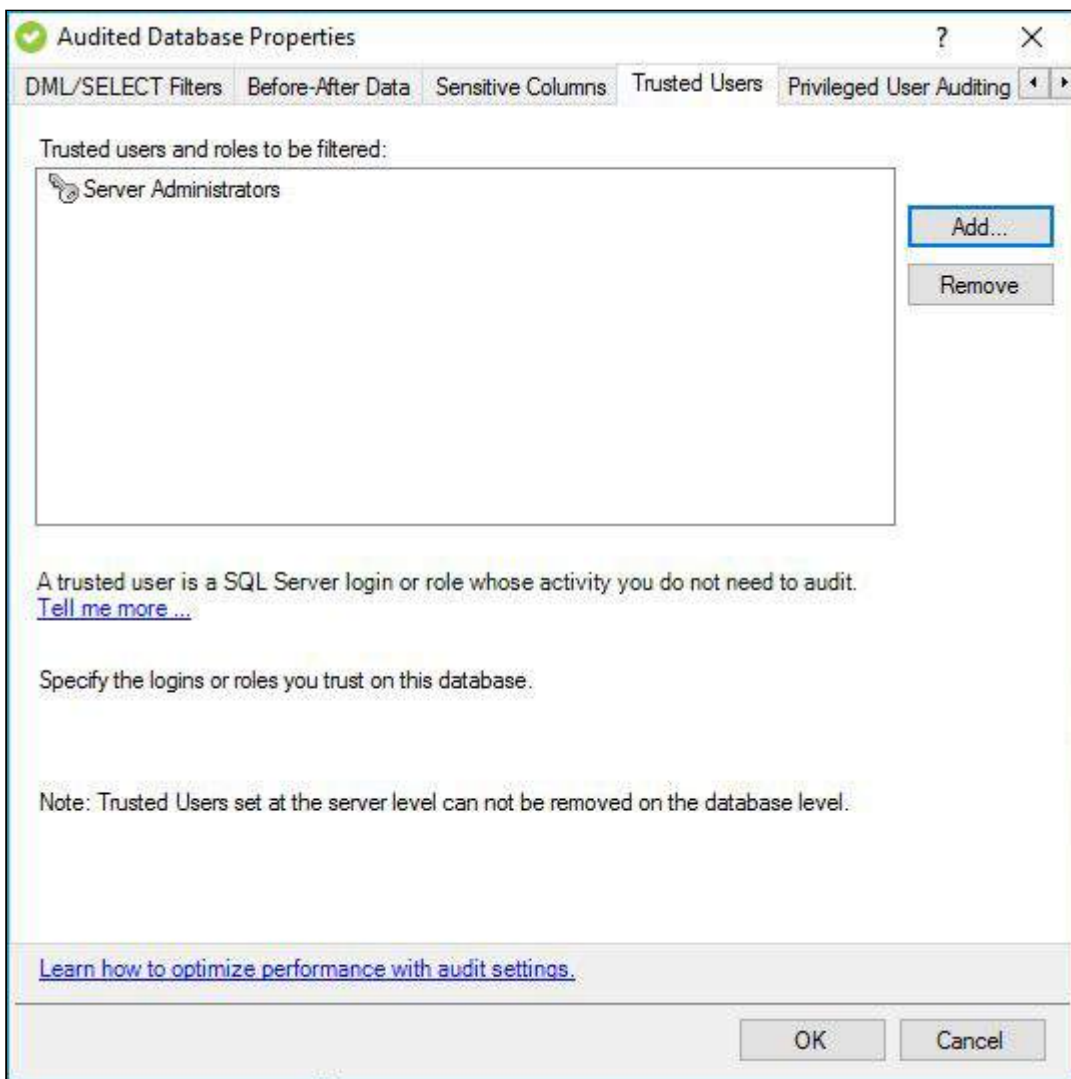 Audited Database Properties
?
DML/SELECT Filters Before-After Data Sensitive Columns Trusted Users Privileged User Auditing
Trusted users and roles to be filtered:
Server Administrators
Add...
Remove
A trusted user is a SQL Server login or role whose activity you do not need to audit.
Tell me more ...
Specify the logins or roles you trust on this database.
Note: Trusted Users set at the server level can not be removed on the database level.
Learn how to optimize performance with audit settings.
OK Cancel